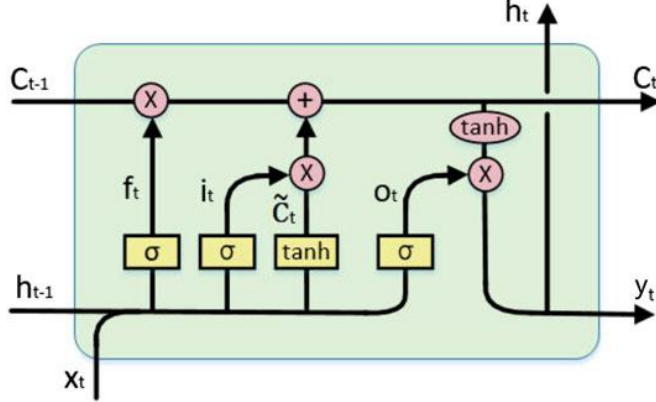 hₜ
Cₜ₋₁ X + Cₜ
tanh
fₜ iₜ X C̃ₜ oₜ X
σ σ tanh σ
hₜ₋₁ yₜ
xₜ